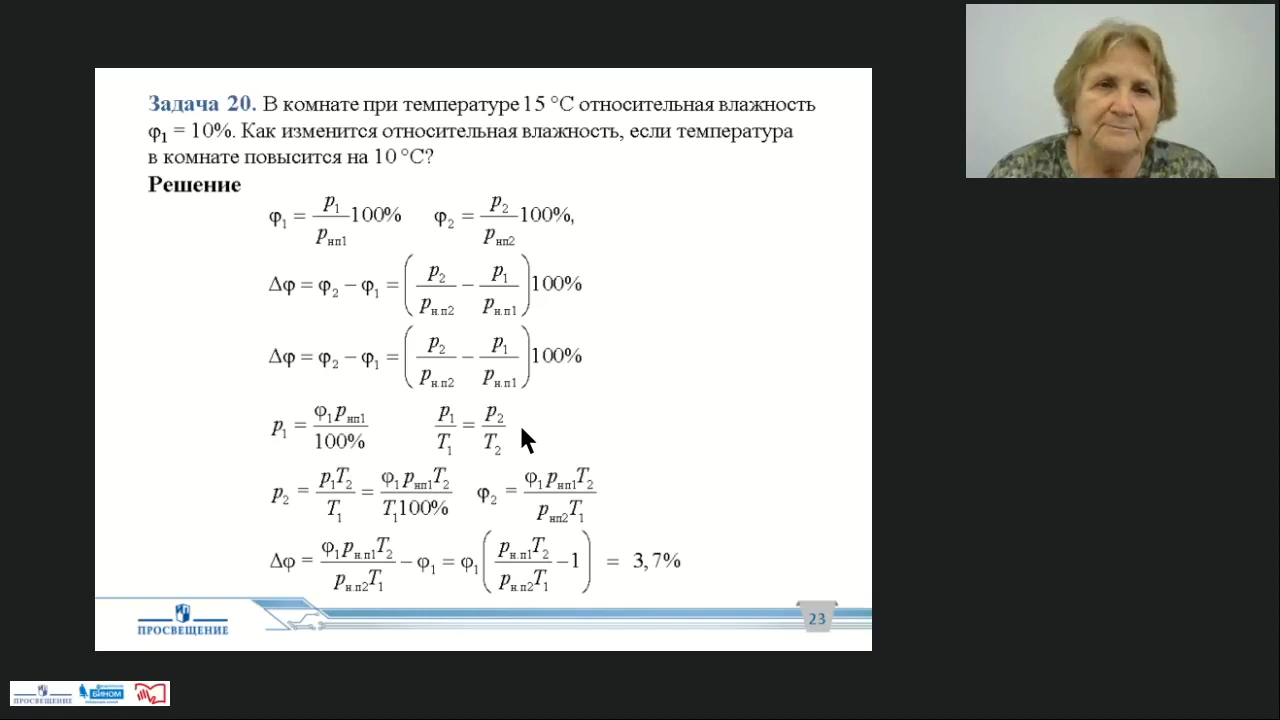 Задача 20. В комнате при температуре 15 °С относительная влажность
φ₁ = 10%. Как изменится относительная влажность, если температура
в комнате повысится на 10 °С?
Решение
φ₁ = p₁/pнп1 100% φ₂ = p₂/pнп2 100%,
Δφ = φ₂ − φ₁ = (p₂/pн.п2 − p₁/pн.п1) 100%
Δφ = φ₂ − φ₁ = (p₂/pн.п2 − p₁/pн.п1) 100%
p₁ = φ₁pнп1/100% p₁/T₁ = p₂/T₂
p₂ = p₁T₂/T₁ = φ₁pнп1T₂/T₁100% φ₂ = φ₁pнп1T₂/pнп2T₁
Δφ = φ₁pн.п1T₂/pн.п2T₁ − φ₁ = φ₁(pн.п1T₂/pн.п2T₁ − 1) = 3,7%
ПРОСВЕЩЕНИЕ
23
ПРОСВЕЩЕНИЕ
БИНОМ